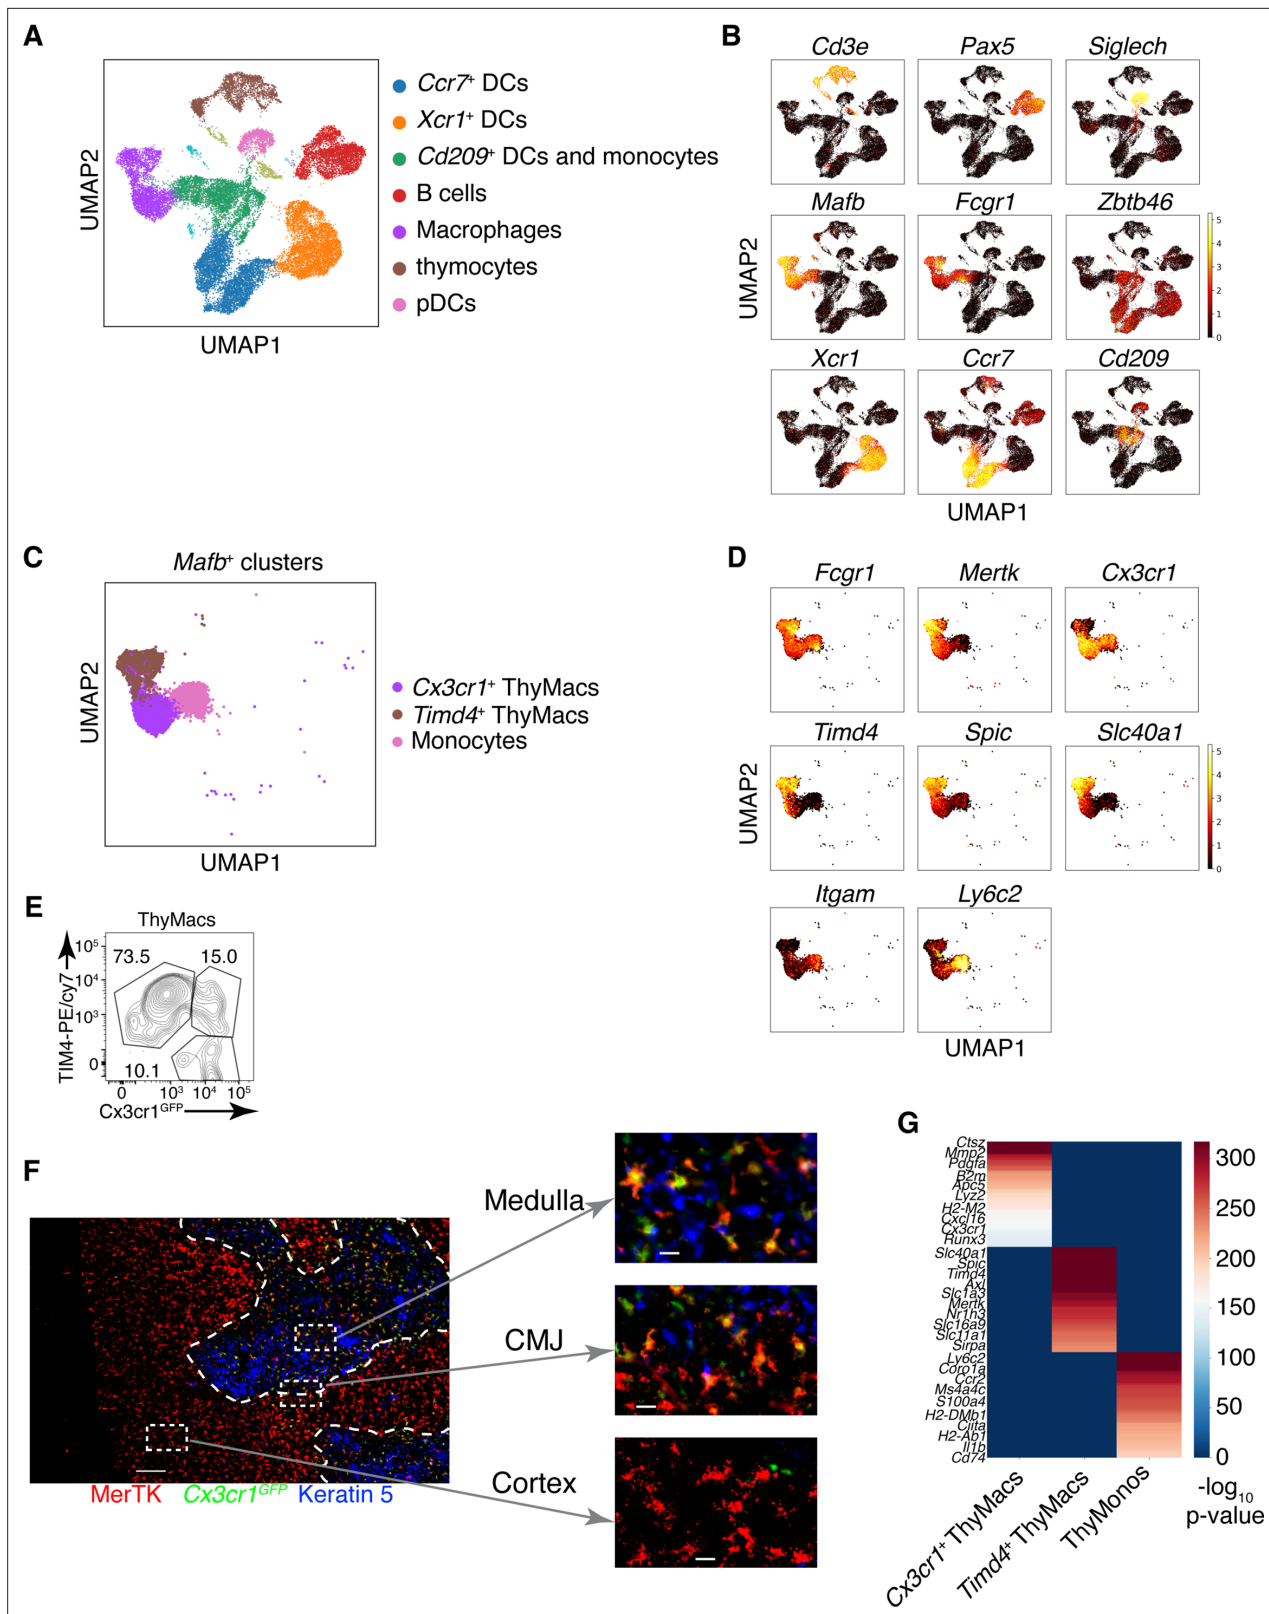 A
UMAP2
UMAP1
Ccr7+ DCs
Xcr1+ DCs
Cd209+ DCs and monocytes
B cells
Macrophages
thymocytes
pDCs
B
Cd3e
Pax5
Siglech
Mafb
Fcgr1
Zbtb46
UMAP2
5
4
3
2
1
0
Xcr1
Ccr7
Cd209
UMAP1
C
Mafb+ clusters
UMAP2
UMAP1
Cx3cr1+ ThyMacs
Timd4+ ThyMacs
Monocytes
D
Fcgr1
Mertk
Cx3cr1
Timd4
Spic
Slc40a1
UMAP2
5
4
3
2
1
0
Itgam
Ly6c2
UMAP1
E
ThyMacs
TIM4-PE/cy7
10⁵
10⁴
10³
0
73.5
15.0
10.1
0
10³
10⁴
10⁵
Cx3cr1GFP
F
Medulla
CMJ
Cortex
MerTK
Cx3cr1GFP
Keratin 5
G
Ctsz
Mmp2
Pdgfa
B2m
Apc5
Lyz2
H2-M2
Cxcl16
Cx3cr1
Runx3
Slc40a1
Spic
Timd4
Axl
Slc1a3
Mertk
Nr1h3
Slc16a9
Slc11a1
Sirpa
Ly6c2
Coro1a
Ccr2
Ms4a4c
S100a4
H2-DMb1
Ciita
H2-Ab1
Il1b
Cd74
300
250
200
150
100
50
0
-log10
p-value
Cx3cr1+ ThyMacs
Timd4+ ThyMacs
ThyMonos